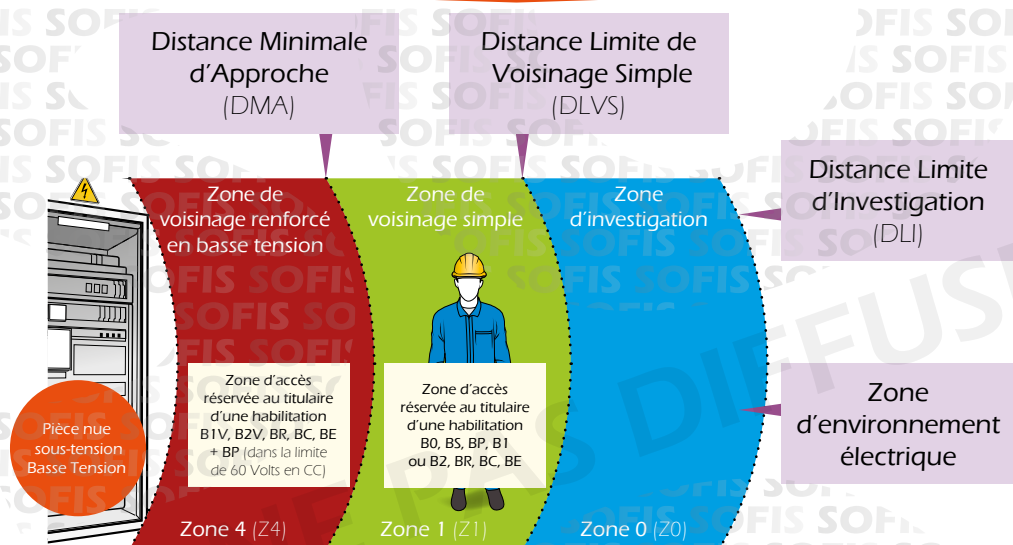 Distance Minimale
d'Approche
(DMA)
Distance Limite de
Voisinage Simple
(DLVS)
Distance Limite
d'Investigation
(DLI)
Zone de
voisinage renforcé
en basse tension
Zone de
voisinage simple
Zone
d'investigation
Zone d'accès
réservée au titulaire
d'une habilitation
B1V, B2V, BR, BC, BE
+ BP (dans la limite
de 60 Volts en CC)
Zone d'accès
réservée au titulaire
d'une habilitation
B0, BS, BP, B1
ou B2, BR, BC, BE
Pièce nue
sous-tension
Basse Tension
Zone
d'environnement
électrique
Zone 4 (Z4)
Zone 1 (Z1)
Zone 0 (Z0)
SOFIS
NE PAS DIFFUSE